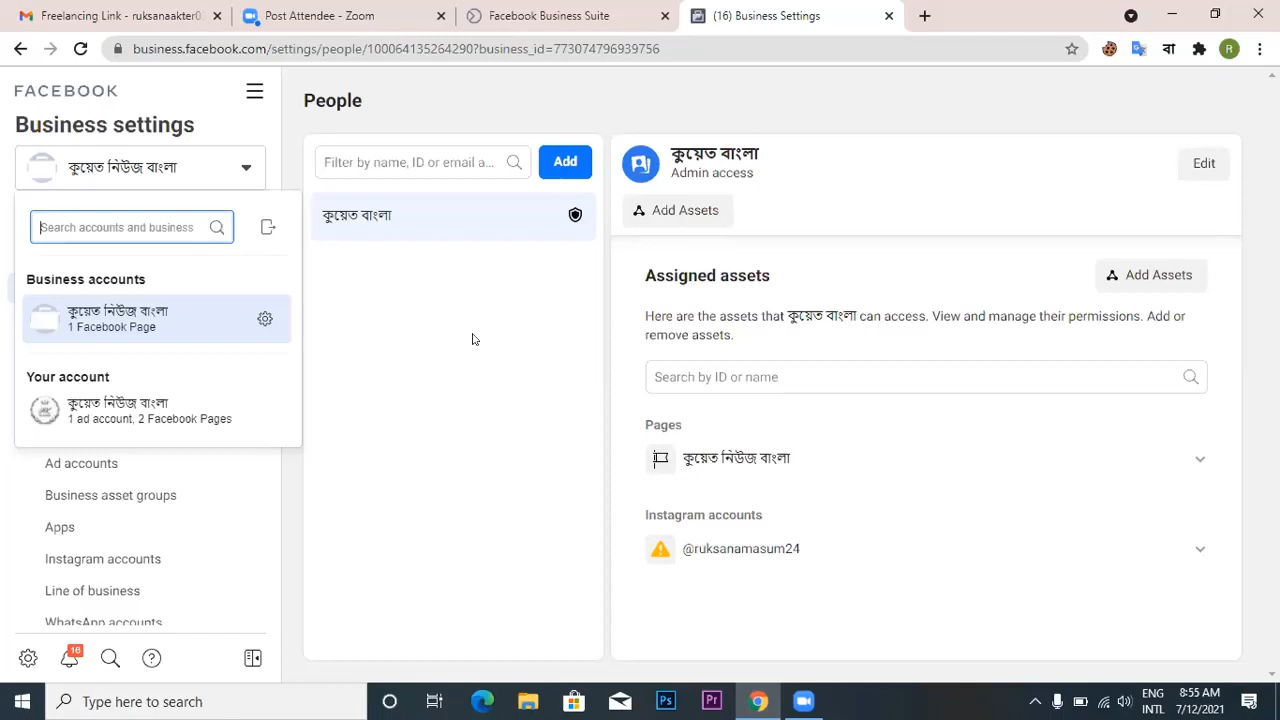 Freelancing Link - ruksanaakter0
Post Attendee - Zoom
Facebook Business Suite
(16) Business Settings
business.facebook.com/settings/people/100064135264290?business_id=773074796939756
বা
R
FACEBOOK
Business settings
কুয়েত নিউজ বাংলা
Search accounts and business
Business accounts
কুয়েত নিউজ বাংলা
1 Facebook Page
Your account
কুয়েত নিউজ বাংলা
1 ad account, 2 Facebook Pages
Ad accounts
Business asset groups
Apps
Instagram accounts
Line of business
WhatsApp accounts
16
People
Filter by name, ID or email a...
Add
কুয়েত বাংলা
কুয়েত বাংলা
Admin access
Edit
Add Assets
Assigned assets
Add Assets
Here are the assets that কুয়েত বাংলা can access. View and manage their permissions. Add or
remove assets.
Search by ID or name
Pages
কুয়েত নিউজ বাংলা
Instagram accounts
@ruksanamasum24
Type here to search
Ps
Pr
ENG
INTL
8:55 AM
7/12/2021